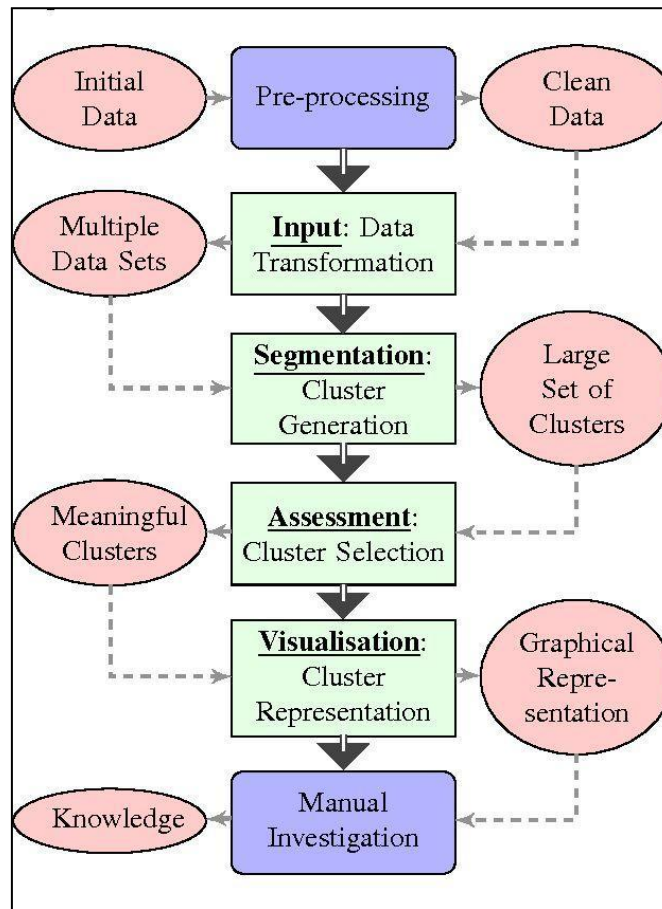 Initial
Data
Pre-processing
Clean
Data
Multiple
Data Sets
Input: Data
Transformation
Segmentation:
Cluster
Generation
Large
Set of
Clusters
Meaningful
Clusters
Assessment:
Cluster Selection
Visualisation:
Cluster
Representation
Graphical
Repre-
sentation
Knowledge
Manual
Investigation